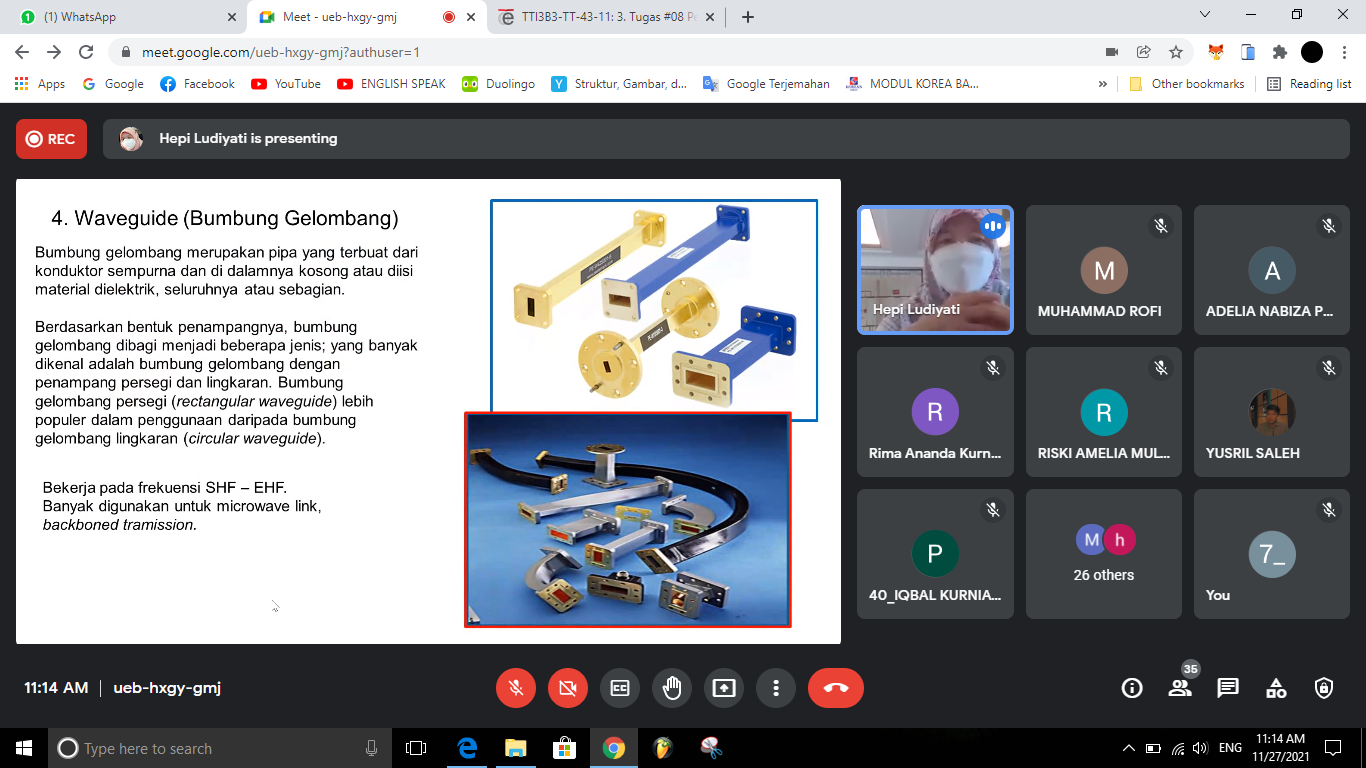 (1) WhatsApp
Meet - ueb-hxgy-gmj
TTI3B3-TT-43-11: 3. Tugas #08 P
meet.google.com/ueb-hxgy-gmj?authuser=1
Apps
Google
Facebook
YouTube
ENGLISH SPEAK
Duolingo
Struktur, Gambar, d...
Google Terjemahan
MODUL KOREA BA...
Other bookmarks
Reading list
REC
Hepi Ludiyati is presenting
4. Waveguide (Bumbung Gelombang)
Bumbung gelombang merupakan pipa yang terbuat dari
konduktor sempurna dan di dalamnya kosong atau diisi
material dielektrik, seluruhnya atau sebagian.
Berdasarkan bentuk penampangnya, bumbung
gelombang dibagi menjadi beberapa jenis; yang banyak
dikenal adalah bumbung gelombang dengan
penampang persegi dan lingkaran. Bumbung
gelombang persegi (rectangular waveguide) lebih
populer dalam penggunaan daripada bumbung
gelombang lingkaran (circular waveguide).
Bekerja pada frekuensi SHF – EHF.
Banyak digunakan untuk microwave link,
backboned tramission.
Hepi Ludiyati
M
MUHAMMAD ROFI
A
ADELIA NABIZA P...
R
Rima Ananda Kurn...
R
RISKI AMELIA MUL...
YUSRIL SALEH
P
40_IQBAL KURNIA...
M h
26 others
7_
You
11:14 AM | ueb-hxgy-gmj
35
Type here to search
ENG
11:14 AM
11/27/2021